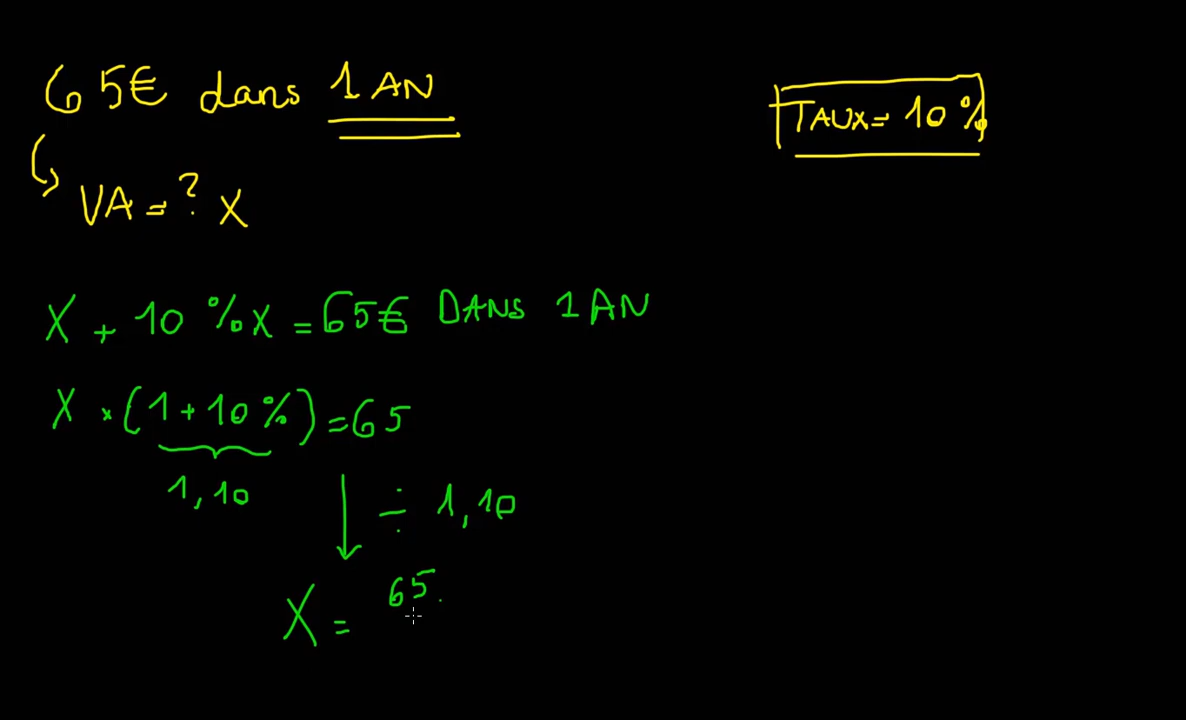 65€ dans 1 AN
TAUX = 10 %
VA = ? X
X + 10 % X = 65€ DANS 1 AN
X × (1 + 10 %) = 65
1,10
÷ 1,10
X = 65